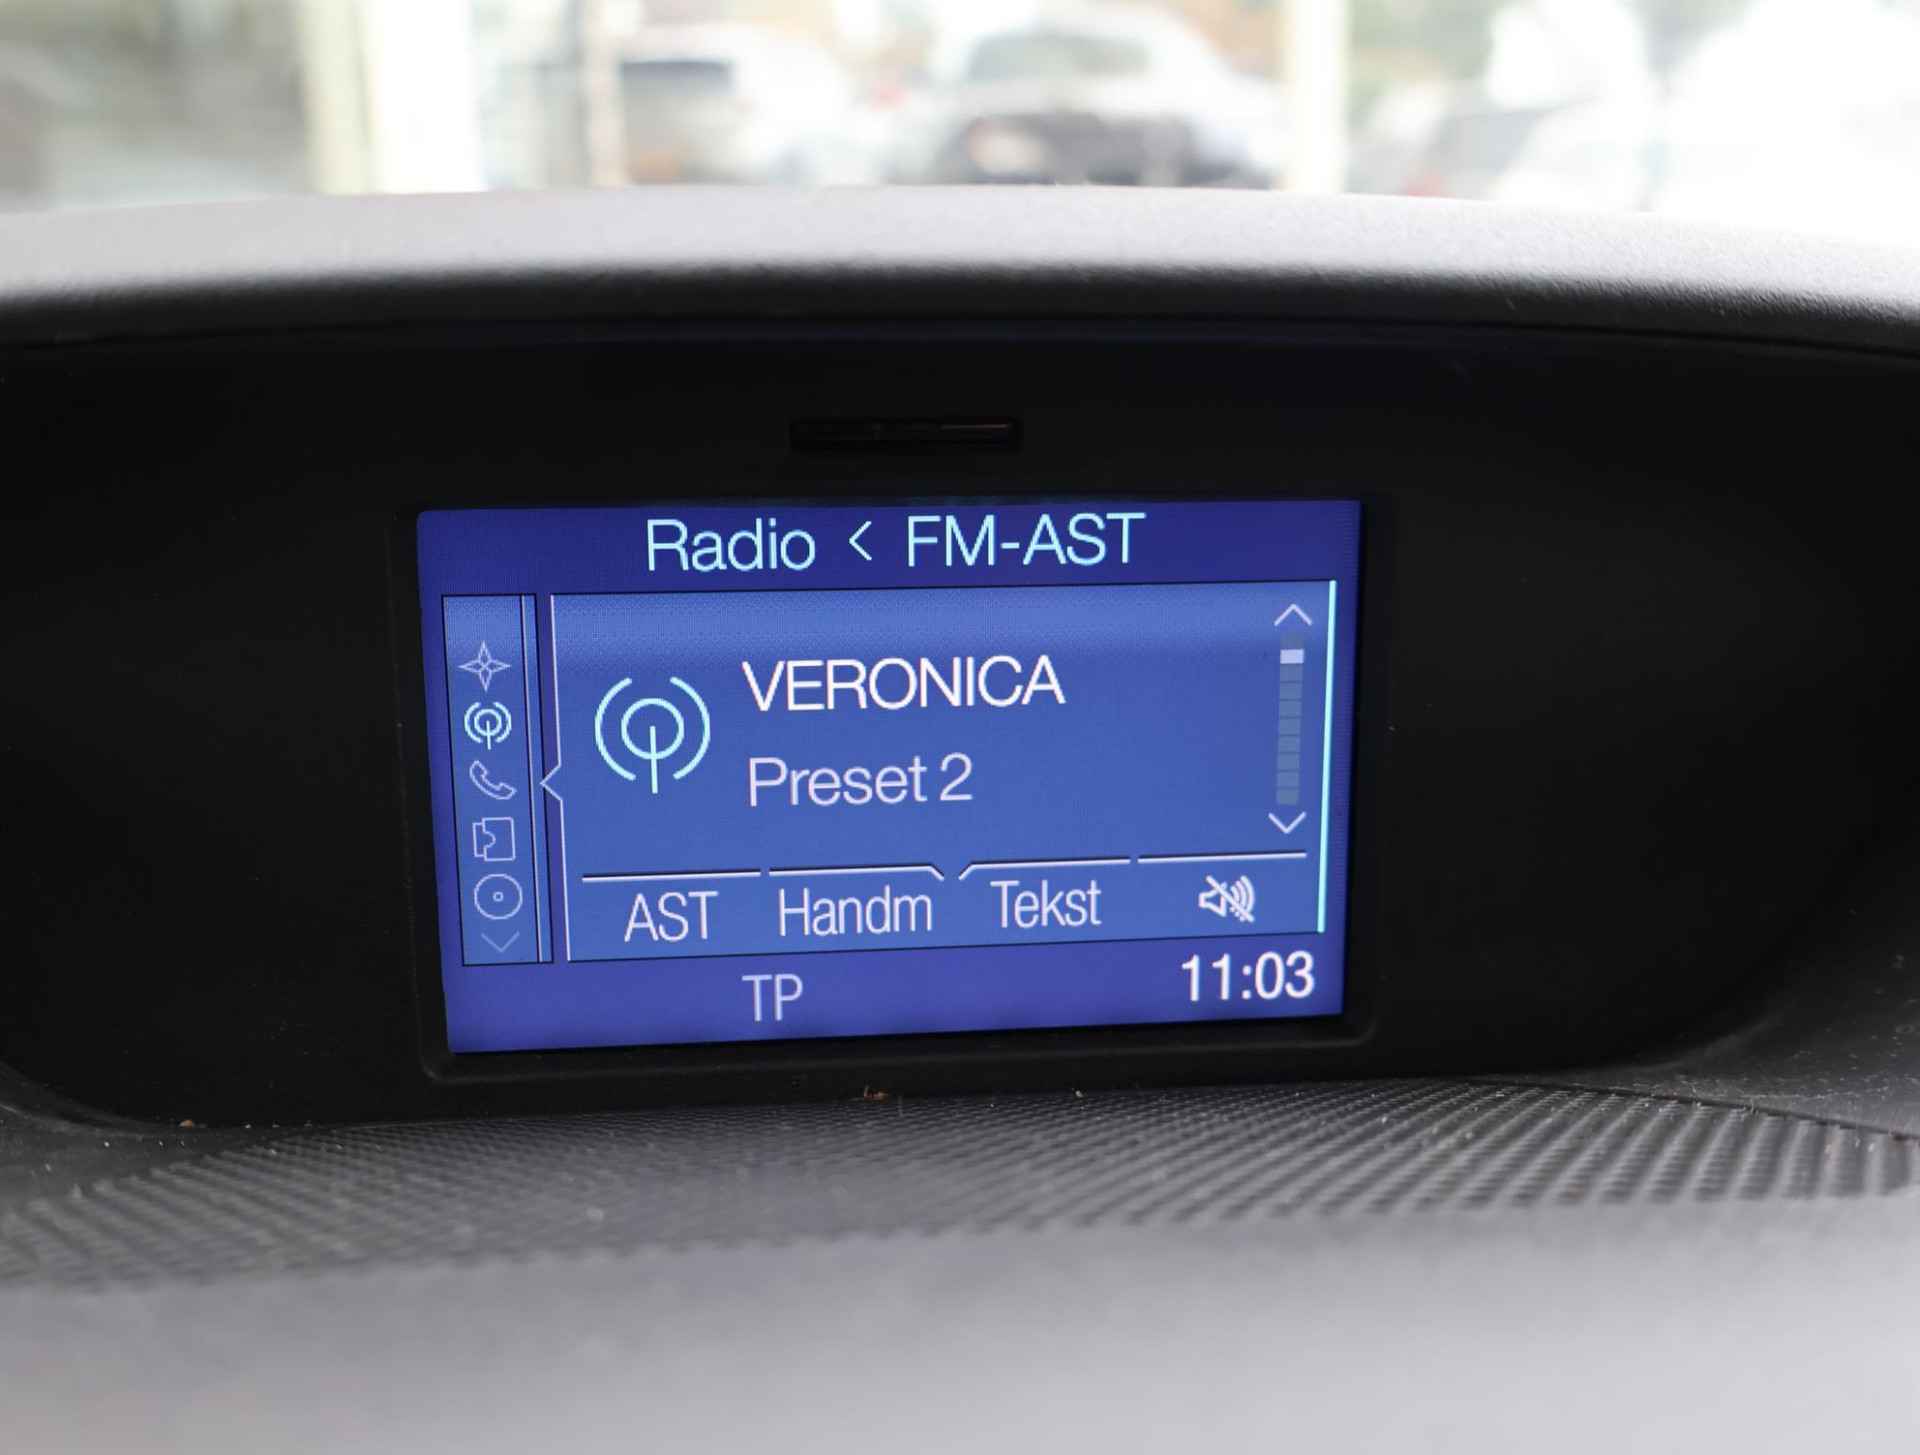 Radio < FM-AST
VERONICA
Preset 2
AST Handm Tekst
TP 11:03